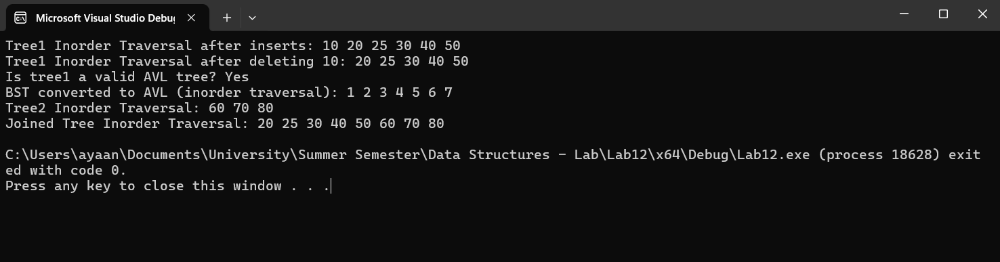 Microsoft Visual Studio Debug
Tree1 Inorder Traversal after inserts: 10 20 25 30 40 50
Tree1 Inorder Traversal after deleting 10: 20 25 30 40 50
Is tree1 a valid AVL tree? Yes
BST converted to AVL (inorder traversal): 1 2 3 4 5 6 7
Tree2 Inorder Traversal: 60 70 80
Joined Tree Inorder Traversal: 20 25 30 40 50 60 70 80
C:\Users\ayaan\Documents\University\Summer Semester\Data Structures - Lab\Lab12\x64\Debug\Lab12.exe (process 18628) exit
ed with code 0.
Press any key to close this window . . .